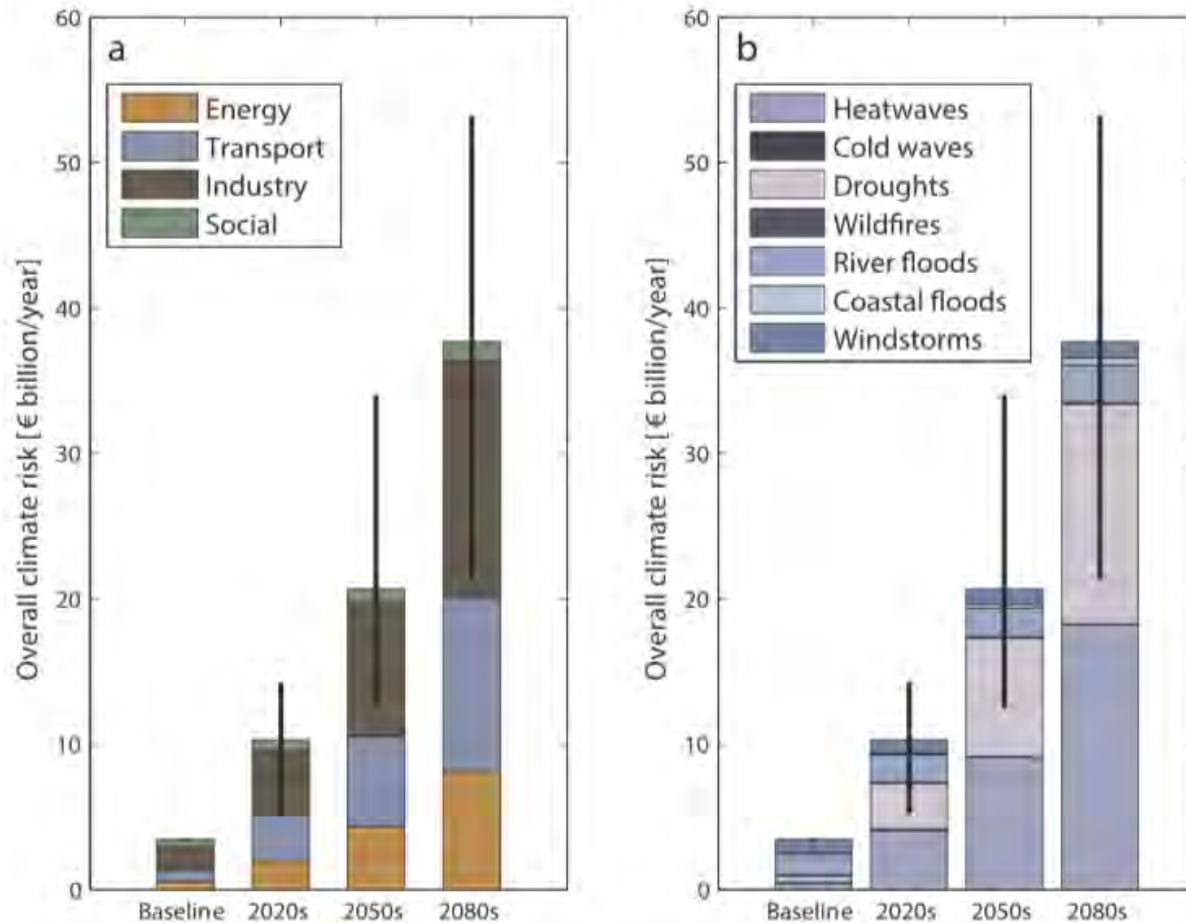 a
Energy
Transport
Industry
Social
Overall climate risk [€ billion/year]
60
50
40
30
20
10
0
Baseline 2020s 2050s 2080s
b
Heatwaves
Cold waves
Droughts
Wildfires
River floods
Coastal floods
Windstorms
Overall climate risk [€ billion/year]
60
50
40
30
20
10
0
Baseline 2020s 2050s 2080s